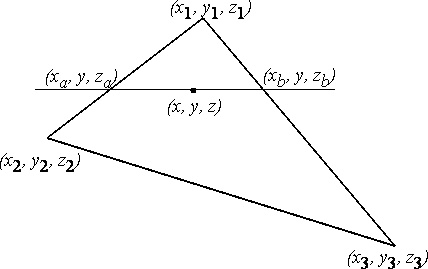 (x1, y1, z1)
(xa, y, za)
(xb, y, zb)
(x, y, z)
(x2, y2, z2)
(x3, y3, z3)